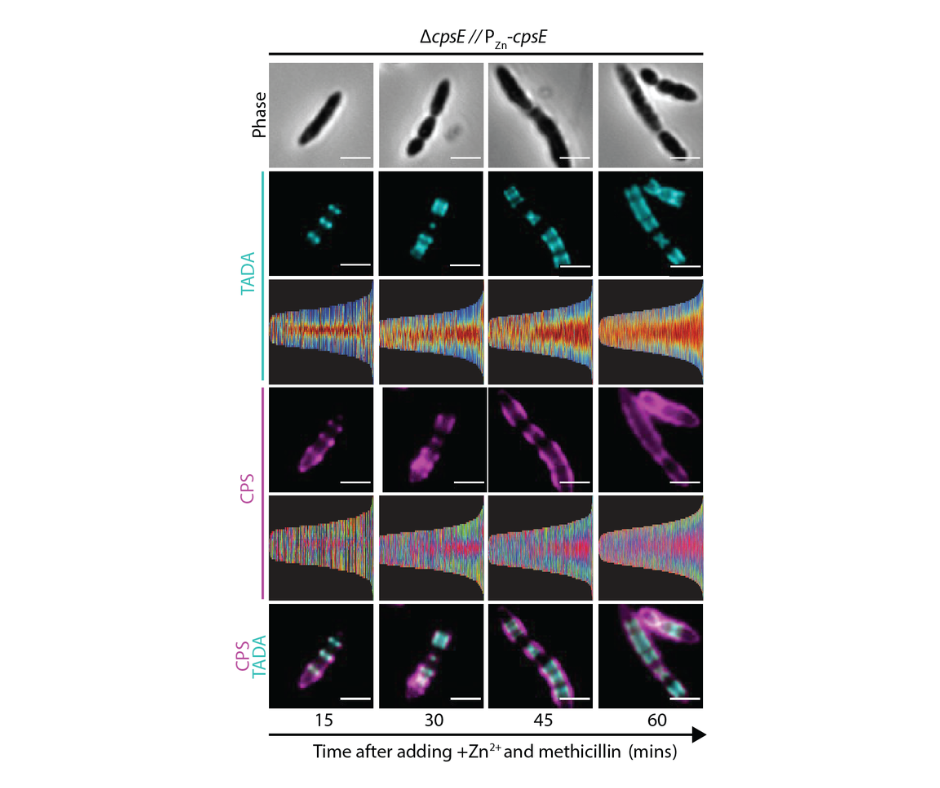 ΔcpsE // PZn-cpsE
Phase
TADA
CPS
CPS
TADA
15 30 45 60
Time after adding +Zn²⁺ and methicillin (mins)